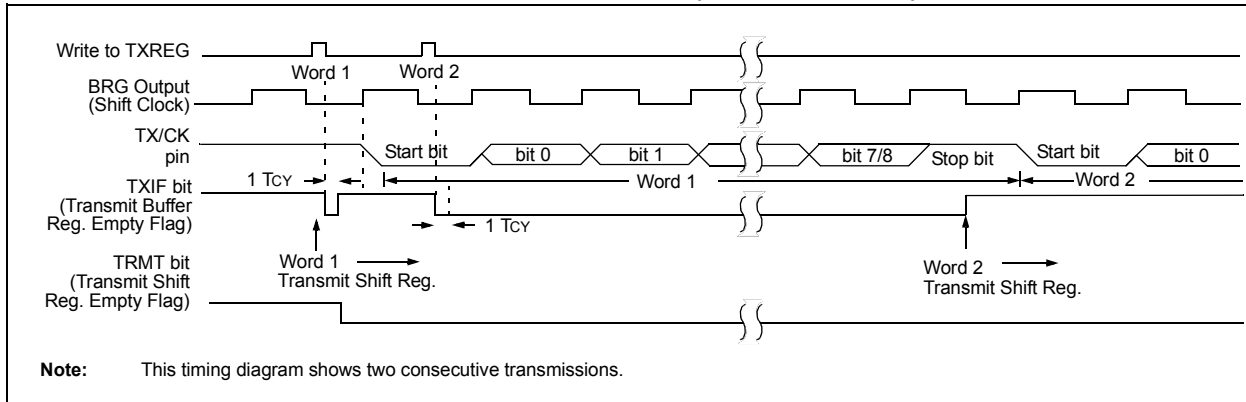 Write to TXREG
Word 1 Word 2
BRG Output
(Shift Clock)
TX/CK
pin
Start bit bit 0 bit 1 bit 7/8 Stop bit Start bit bit 0
1 TCY
Word 1 Word 2
TXIF bit
(Transmit Buffer
Reg. Empty Flag)
1 TCY
Word 1
Transmit Shift Reg.
Word 2
Transmit Shift Reg.
TRMT bit
(Transmit Shift
Reg. Empty Flag)
Note: This timing diagram shows two consecutive transmissions.